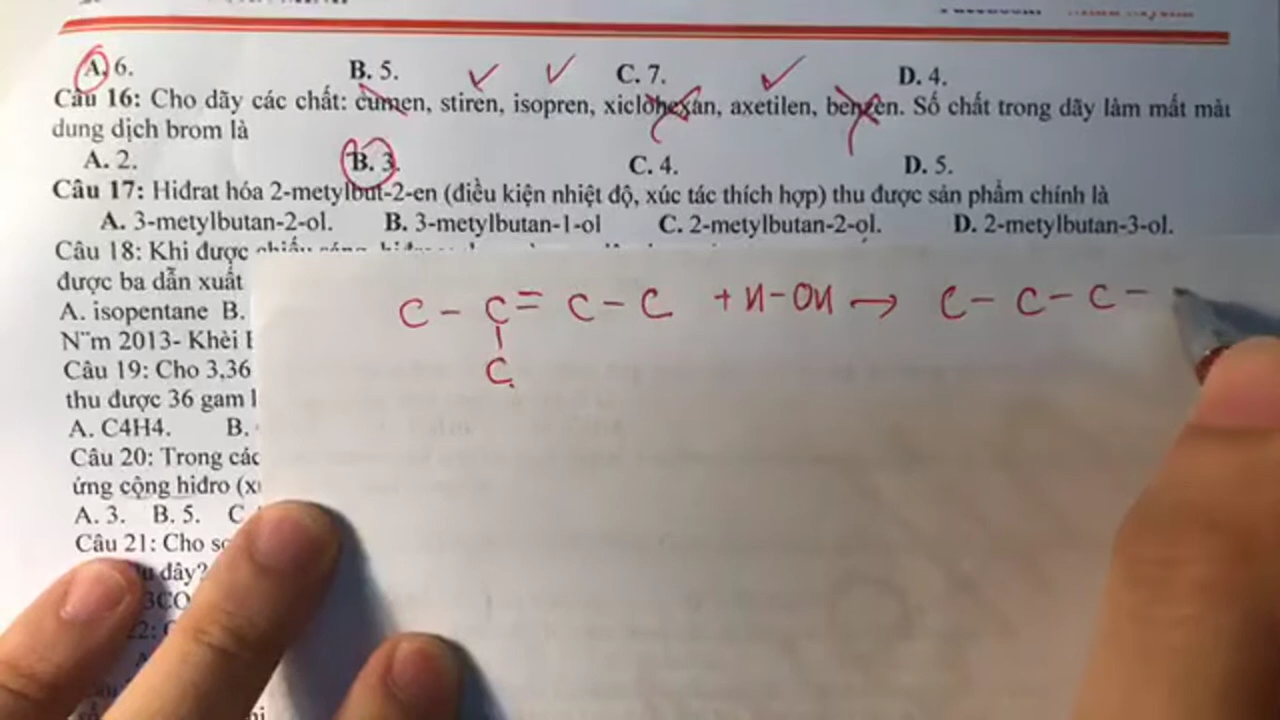 A. 6. B. 5. C. 7. D. 4.
Câu 16: Cho dãy các chất: cumen, stiren, isopren, xiclohexan, axetilen, benzen. Số chất trong dãy làm mất màu
dung dịch brom là
A. 2. B. 3. C. 4. D. 5.
Câu 17: Hiđrat hóa 2-metylbut-2-en (điều kiện nhiệt độ, xúc tác thích hợp) thu được sản phẩm chính là
A. 3-metylbutan-2-ol. B. 3-metylbutan-1-ol C. 2-metylbutan-2-ol. D. 2-metylbutan-3-ol.
Câu 18: Khi được
được ba dẫn xuất
A. isopentane B.
C - C = C - C + H-OH → C - C - C -
C
N¨m 2013- Khèi
Câu 19: Cho 3,36
thu được 36 gam
A. C4H4. B.
Câu 20: Trong các
ứng cộng hiđro
A. 3. B. 5. C
Câu 21: Cho
dây?
3CO
22:
A